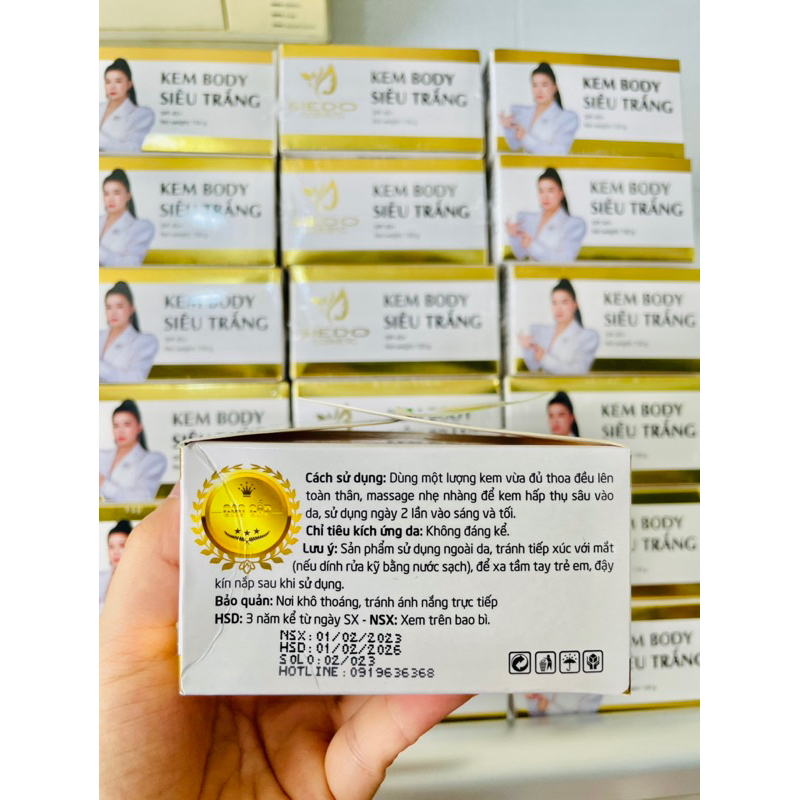 KEM BODY
SIÊU TRẮNG
KEM BODY
SIÊU TRẮNG
KEM BODY
SIÊU TRẮNG
KEM BODY
SIÊU TRẮNG
KEM BODY
SIÊU TRẮNG
KEM BODY
SIÊU TRẮNG
KEM BODY
SIÊU TRẮNG
KEM BODY
SIÊU TRẮNG
KEM BODY
SIÊU TRẮNG
KEM BODY
KEM BODY
SIÊU TRẮNG
Cách sử dụng: Dùng một lượng kem vừa đủ thoa đều lên
toàn thân, massage nhẹ nhàng để kem hấp thụ sâu vào
da, sử dụng ngày 2 lần vào sáng và tối.
Chỉ tiêu kích ứng da: Không đáng kể.
Lưu ý: Sản phẩm sử dụng ngoài da, tránh tiếp xúc với mắt
(nếu dính rửa kỹ bằng nước sạch), để xa tầm tay trẻ em, đậy
kín nắp sau khi sử dụng.
Bảo quản: Nơi khô thoáng, tránh ánh nắng trực tiếp
HSD: 3 năm kể từ ngày SX - NSX: Xem trên bao bì.
NSX: 01/02/2023
HSD: 01/02/2026
SOLO: 02/023
HOTLINE: 0919636368